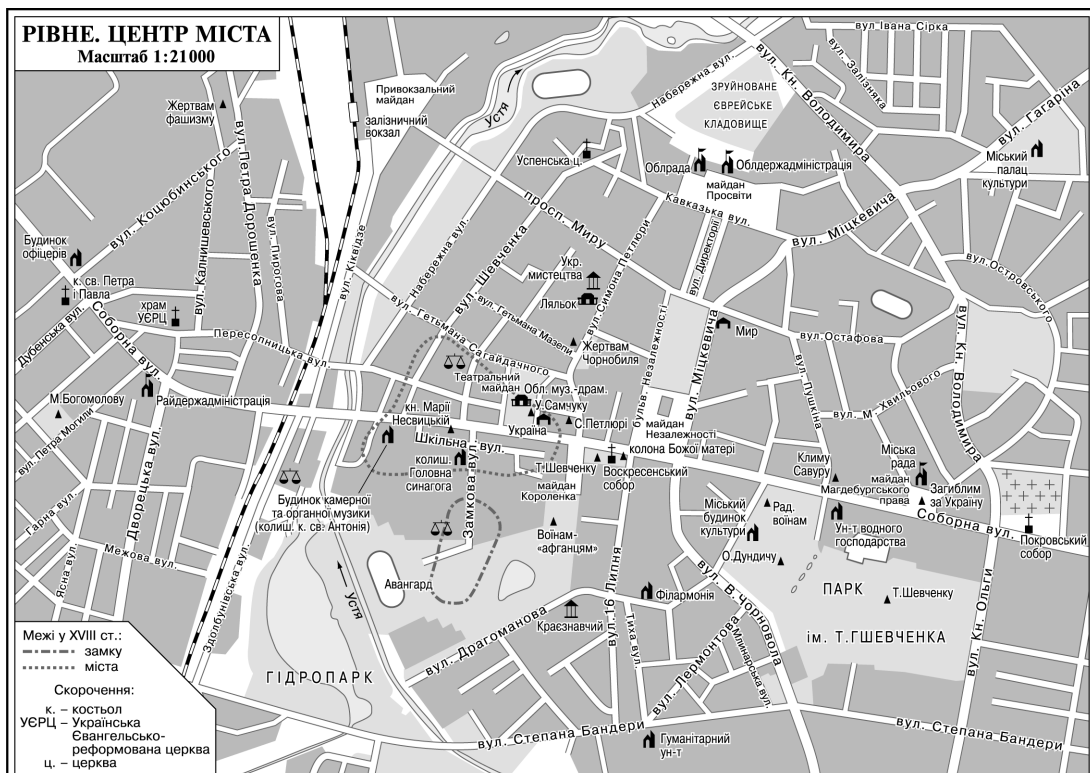 РІВНЕ. ЦЕНТР МІСТА
Масштаб 1:21000
Жертвам
фашизму
Привокзальний
майдан
залізничний
вокзал
Устя
Набережна вул.
ЗРУЙНОВАНЕ
ЄВРЕЙСЬКЕ
КЛАДОВИЩЕ
вул. Кн. Володимира
вул Івана Сірка
вул. Залізняка
вул. Гагаріна
Міський
палац
культури
Успенська ц.
Облрада
Облдержадміністрація
майдан
Просвіти
Кавказька вул.
вул. Міцкевича
вул. Директорії
вул.Островського
вул. Коцюбинського
вул. Петра Дорошенка
вул. Калнишевського
вул. Пирогова
вул. Кіквідзе
Будинок
офіцерів
к. св. Петра
і Павла
храм
УЄРЦ
Дубенська вул.
Соборна вул.
Пересопницька вул.
Набережна вул.
вул. Шевченка
просп. Миру
Укр.
мистецтва
Ляльок
вул.Симона Петлюри
вул.Гетьмана Мазепи
вул. Гетьмана Сагайдачного
Жертвам
Чорнобиля
бульв. Незалежності
вул. Міцкевича
Мир
вул.Остафова
вул. Кн. Володимира
вул. М. Хвильового
вул. Пушкіна
М.Богомолову
Райдержадміністрація
вул. Петра Могили
Театральний
майдан
Обл. муз.-драм.
У.Самчуку
С.Петлюрі
Україна
кн. Марії
Несвицькій
Шкільна вул.
колиш.
Головна
синагога
майдан
Незалежності
колона Божої матері
Т.Шевченку
Воскресенський
собор
майдан
Короленка
Климу
Савуру
Міська
рада
майдан
Магдебургського
права
Загиблим
за Україну
Соборна вул.
Покровський
собор
Дворецька вул.
Гарна вул.
Межова вул.
Ясна вул.
Здолбунівська вул.
Будинок камерної
та органної музики
(колиш. к. св. Антонія)
Замкова вул.
Воїнам-
«афганцям»
Міський
будинок
культури
Рад.
воїнам
Ун-т водного
господарства
О.Дундичу
Авангард
Устя
вул.16 Липня
Філармонія
Краєзнавчий
вул. В. Чорновола
ПАРК
Т.Шевченку
ім. Т.ГШЕВЧЕНКА
вул. Кн. Ольги
вул. Драгоманова
Тиха вул.
вул. Лермонтова
Млинарська вул.
ГІДРОПАРК
вул. Степана Бандери
вул. Степана Бандери
Гуманітарний
ун-т
Межі у XVIII ст.:
замку
міста
Скорочення:
к. – костьол
УЄРЦ – Українська
Євангельсько-
реформована церква
ц. – церква